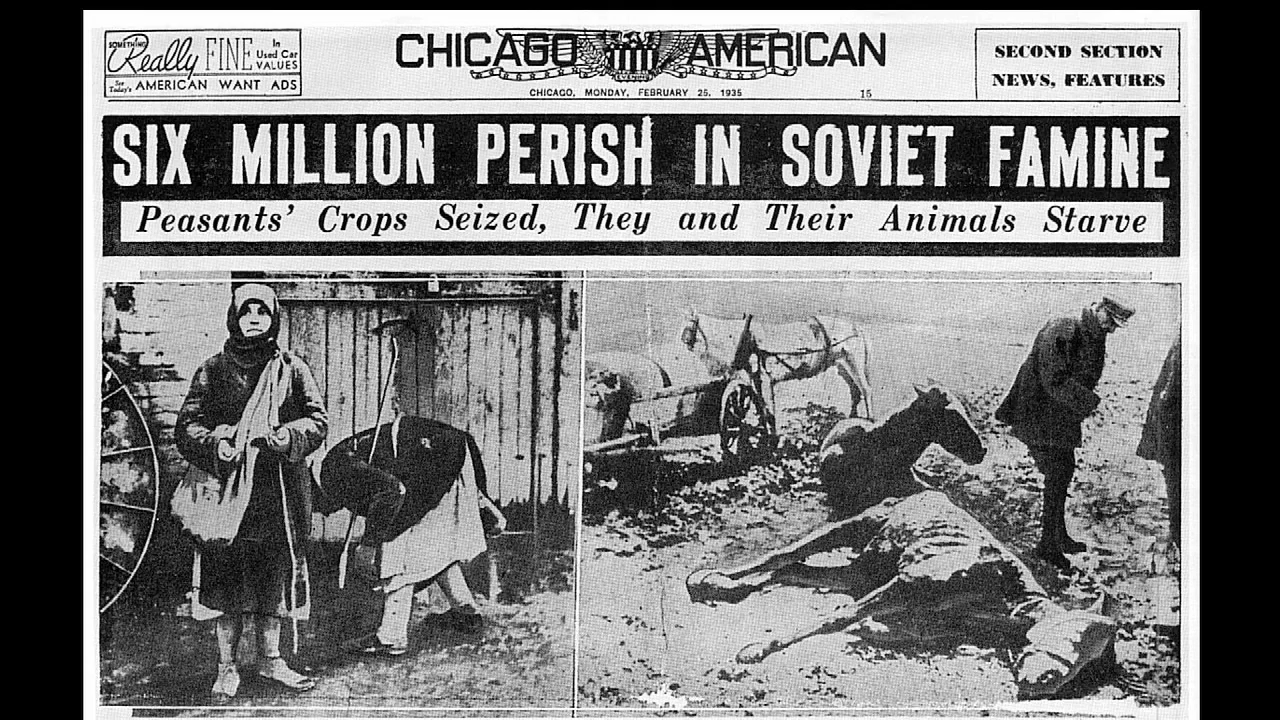 SOMETHING
Really FINE In
Used Car
VALUES
See
Today's AMERICAN WANT ADS
CHICAGO AMERICAN
EVENING
CHICAGO, MONDAY, FEBRUARY 25, 1935
15
SECOND SECTION
NEWS, FEATURES
SIX MILLION PERISH IN SOVIET FAMINE
Peasants' Crops Seized, They and Their Animals Starve